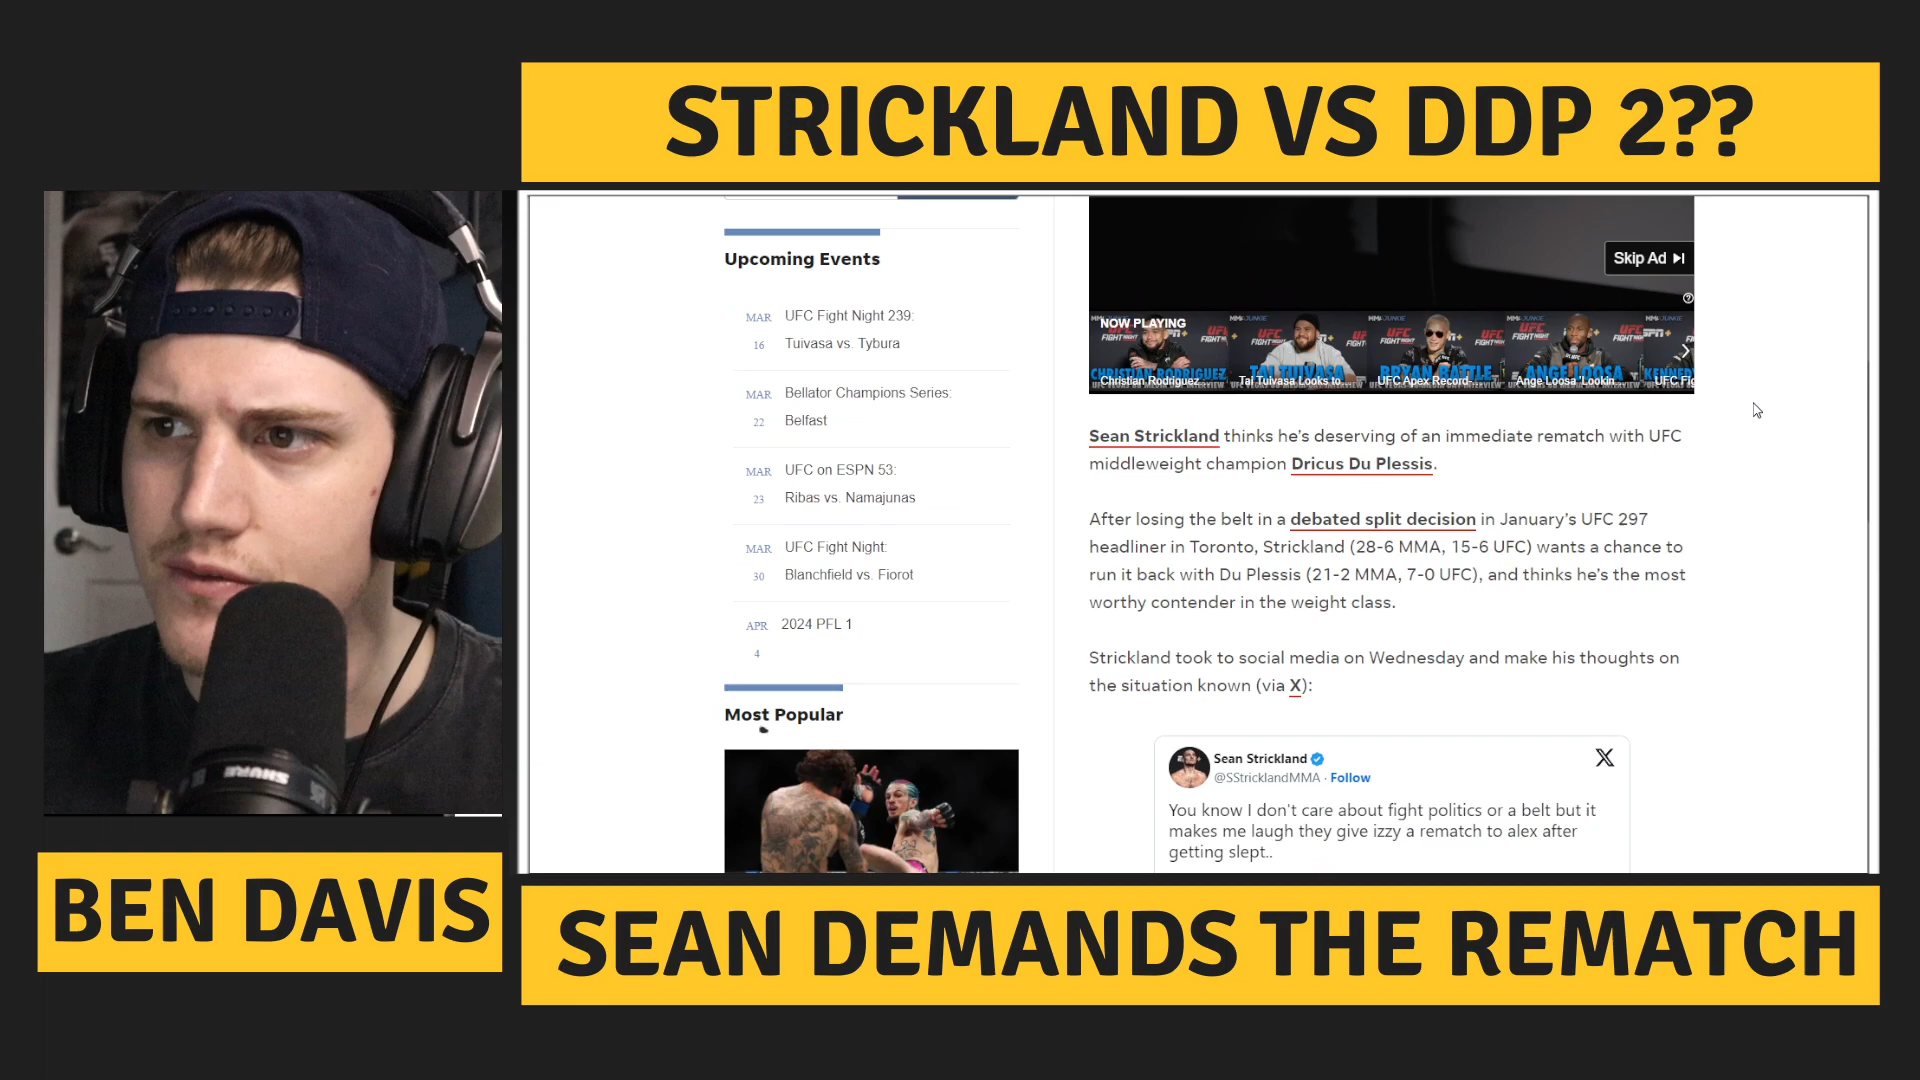 STRICKLAND VS DDP 2??
Upcoming Events
MAR 16
UFC Fight Night 239:
Tuivasa vs. Tybura
MAR 22
Bellator Champions Series:
Belfast
MAR 23
UFC on ESPN 53:
Ribas vs. Namajunas
MAR 30
UFC Fight Night:
Blanchfield vs. Fiorot
APR 4
2024 PFL 1
Most Popular
Skip Ad
NOW PLAYING
CHRISTIAN RODRIGUEZ
TAI TUIVASA
BRYAN BATTLE
ANGE LOOSA
Christian Rodriguez...
Tai Tuivasa Looks to...
UFC Apex Record-...
Ange Loosa 'Lookin...
Sean Strickland thinks he's deserving of an immediate rematch with UFC
middleweight champion Dricus Du Plessis.
After losing the belt in a debated split decision in January's UFC 297
headliner in Toronto, Strickland (28-6 MMA, 15-6 UFC) wants a chance to
run it back with Du Plessis (21-2 MMA, 7-0 UFC), and thinks he's the most
worthy contender in the weight class.
Strickland took to social media on Wednesday and make his thoughts on
the situation known (via X):
Sean Strickland
@SStricklandMMA · Follow
You know I don't care about fight politics or a belt but it
makes me laugh they give izzy a rematch to alex after
getting slept..
SHURE
BEN DAVIS
SEAN DEMANDS THE REMATCH